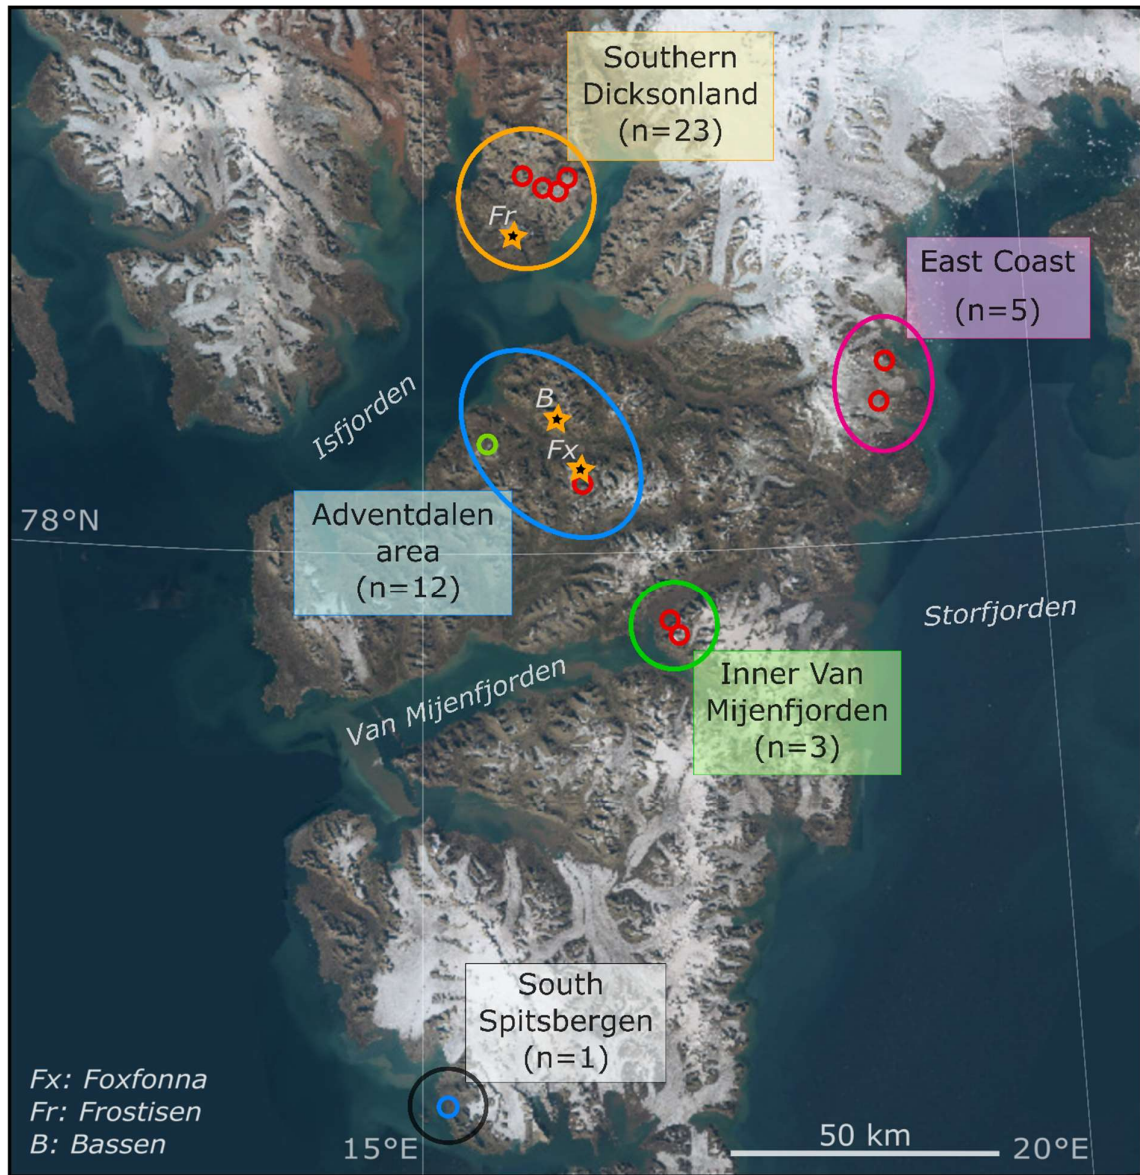 Southern
Dicksonland
(n=23)
Fr
East Coast
(n=5)
Isfjorden
B
Fx
78°N
Adventdalen
area
(n=12)
Storfjorden
Van Mijenfjorden
Inner Van
Mijenfjorden
(n=3)
South
Spitsbergen
(n=1)
Fx: Foxfonna
Fr: Frostisen
B: Bassen
15°E
50 km
20°E